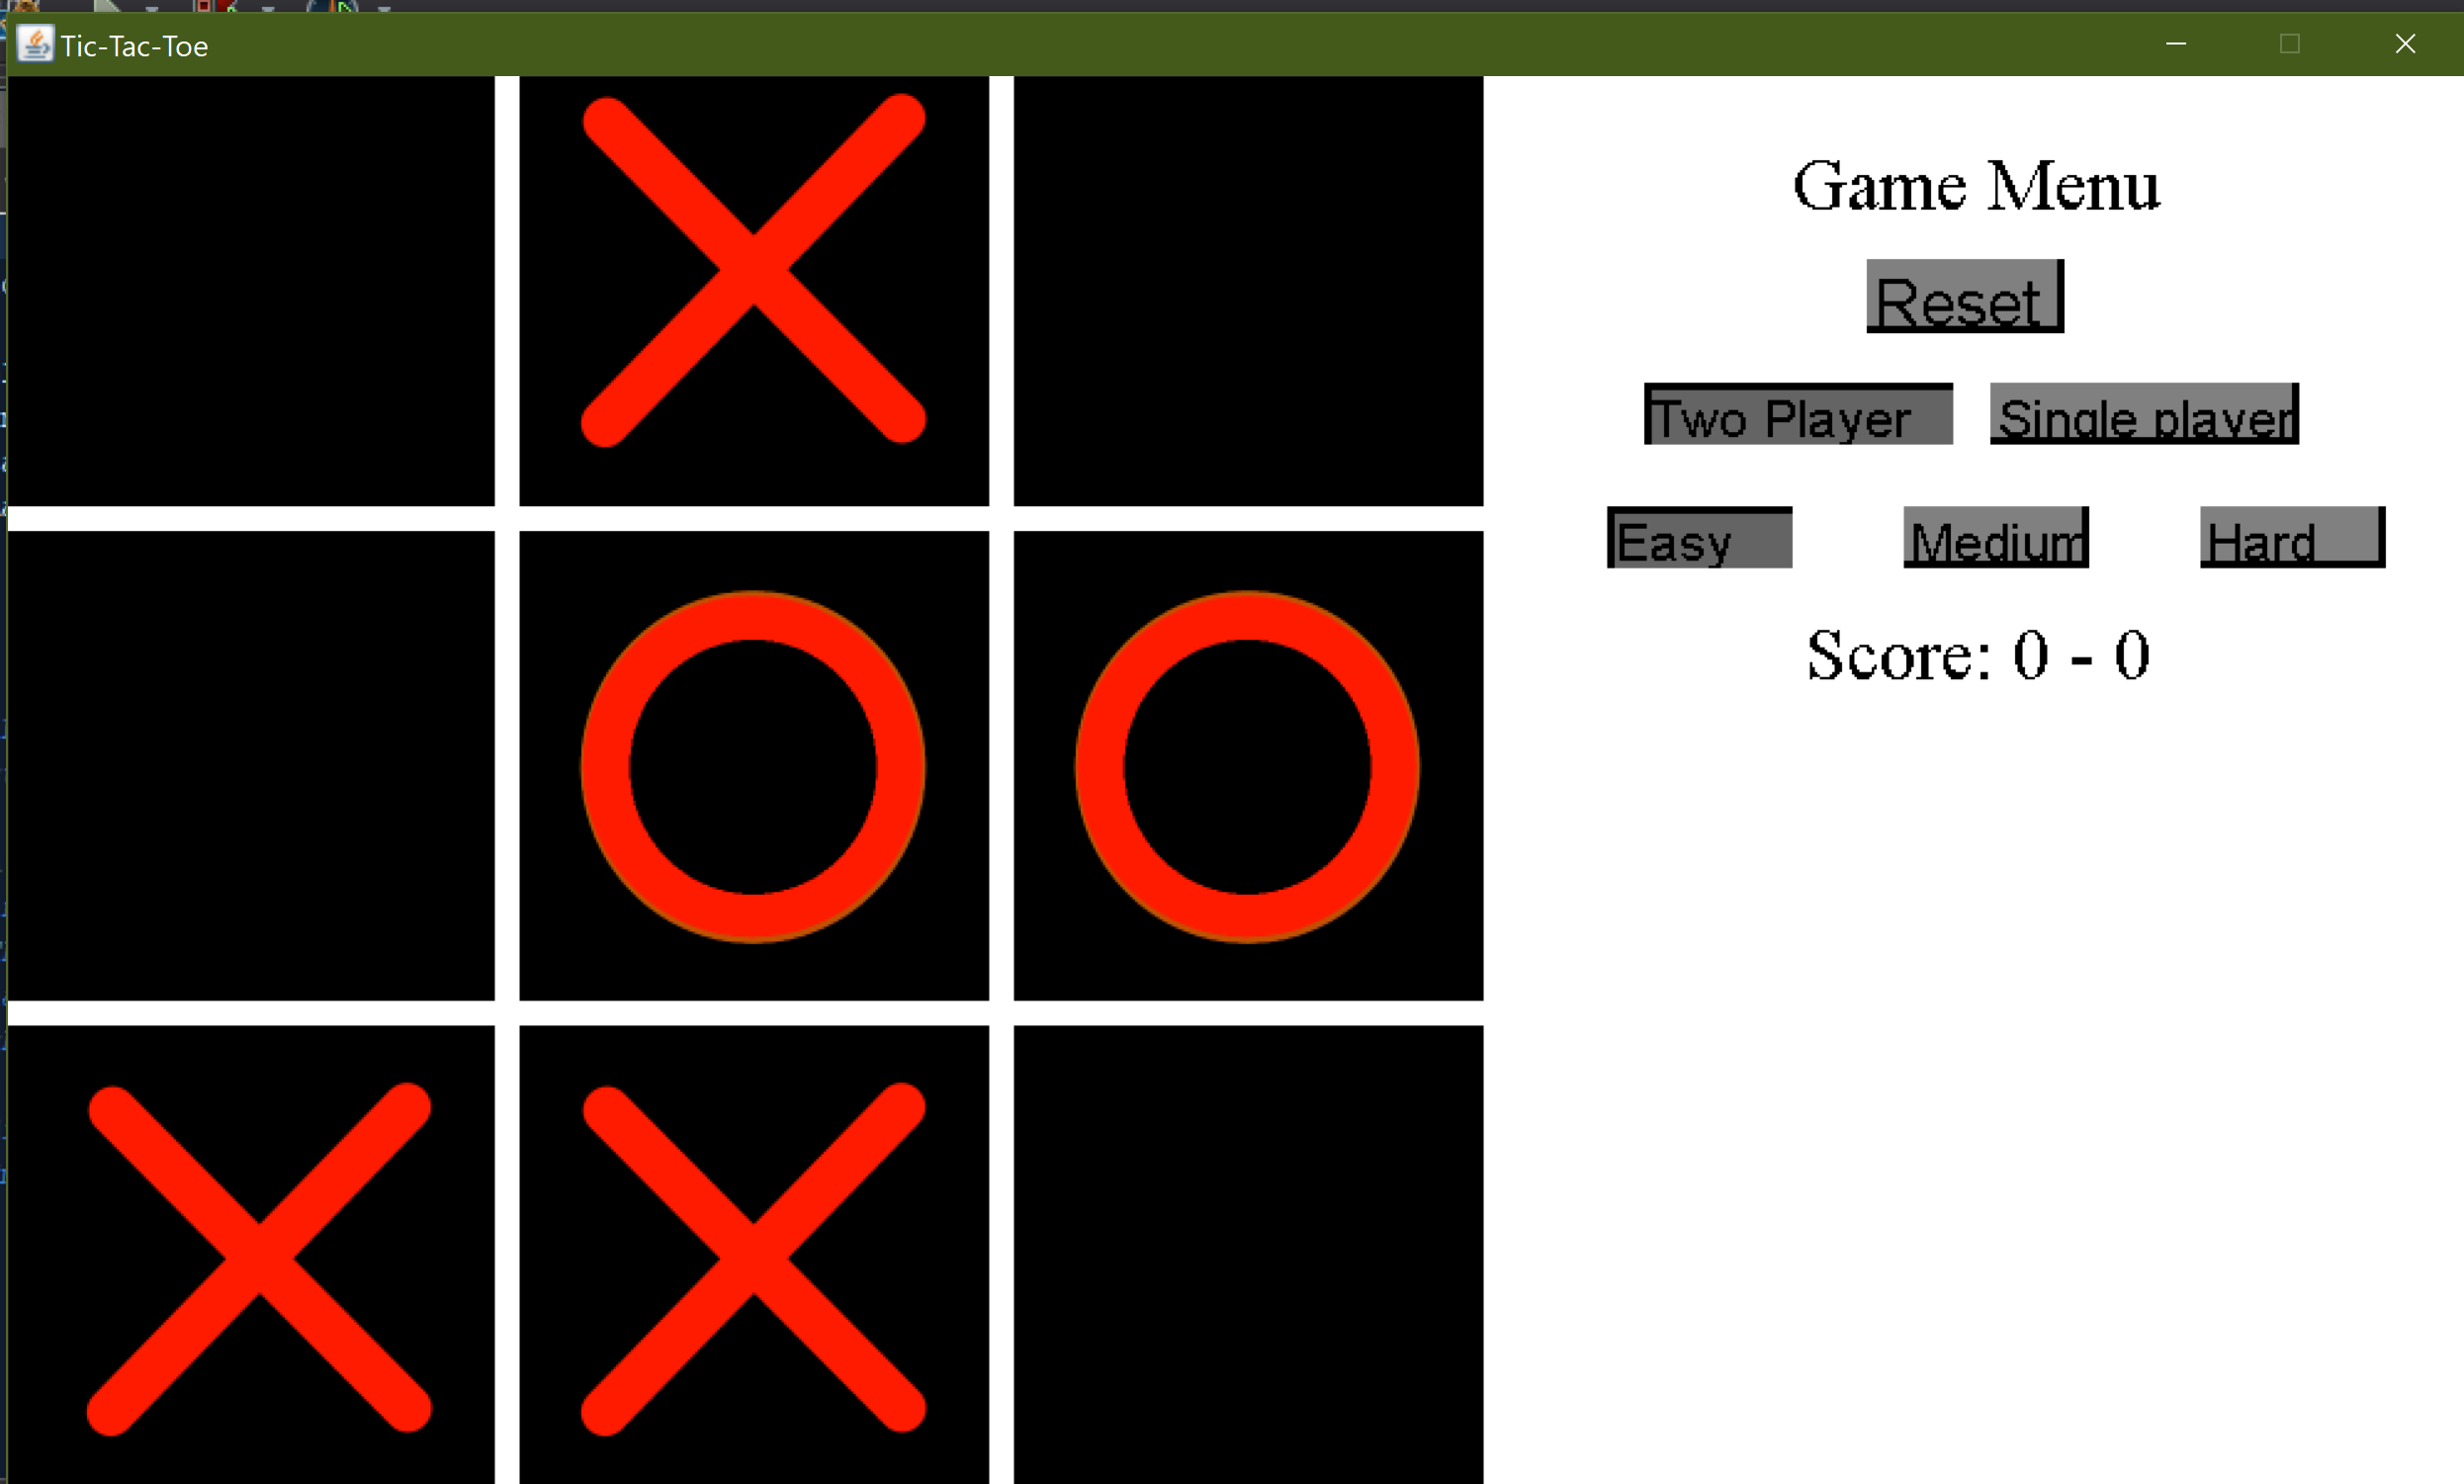 Tic-Tac-Toe
Game Menu
Reset
Two Player Single player
Easy Medium Hard
Score: 0 - 0